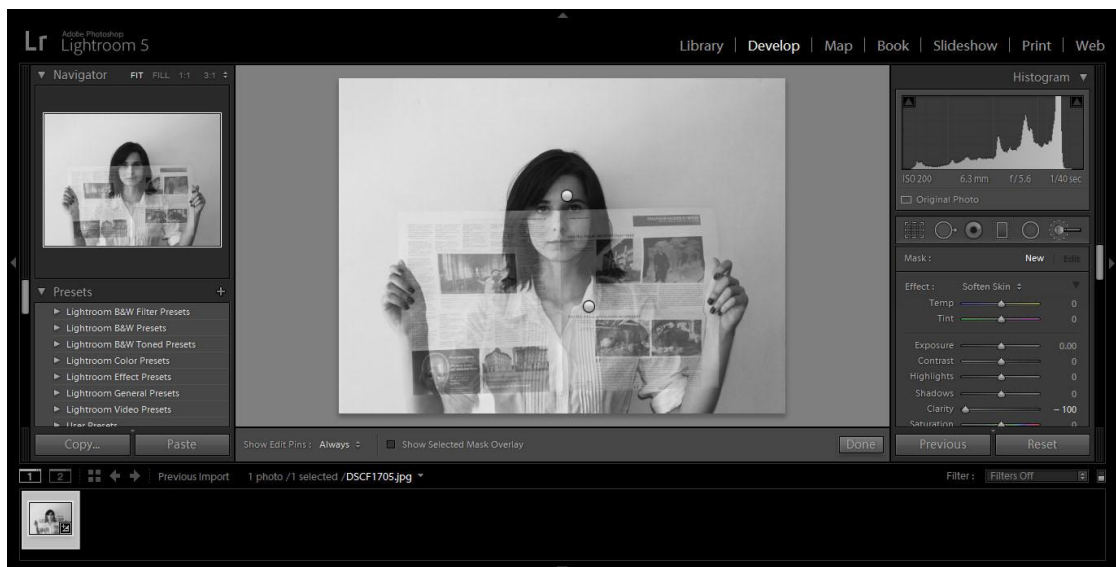 Lr Adobe Photoshop
Lightroom 5
Library | Develop | Map | Book | Slideshow | Print | Web
Navigator FIT FILL 1:1 3:1
Presets +
Lightroom B&W Filter Presets
Lightroom B&W Presets
Lightroom B&W Toned Presets
Lightroom Color Presets
Lightroom Effect Presets
Lightroom General Presets
Lightroom Video Presets
User Presets
Copy... Paste
Show Edit Pins : Always Show Selected Mask Overlay Done
Histogram
ISO 200 6.3 mm f/5.6 1/40 sec
Original Photo
Mask : New Edit
Effect : Soften Skin
Temp 0
Tint 0
Exposure 0.00
Contrast 0
Highlights 0
Shadows 0
Clarity – 100
Saturation 0
Previous Reset
1 2 Previous Import 1 photo /1 selected /DSCF1705.jpg Filter : Filters Off